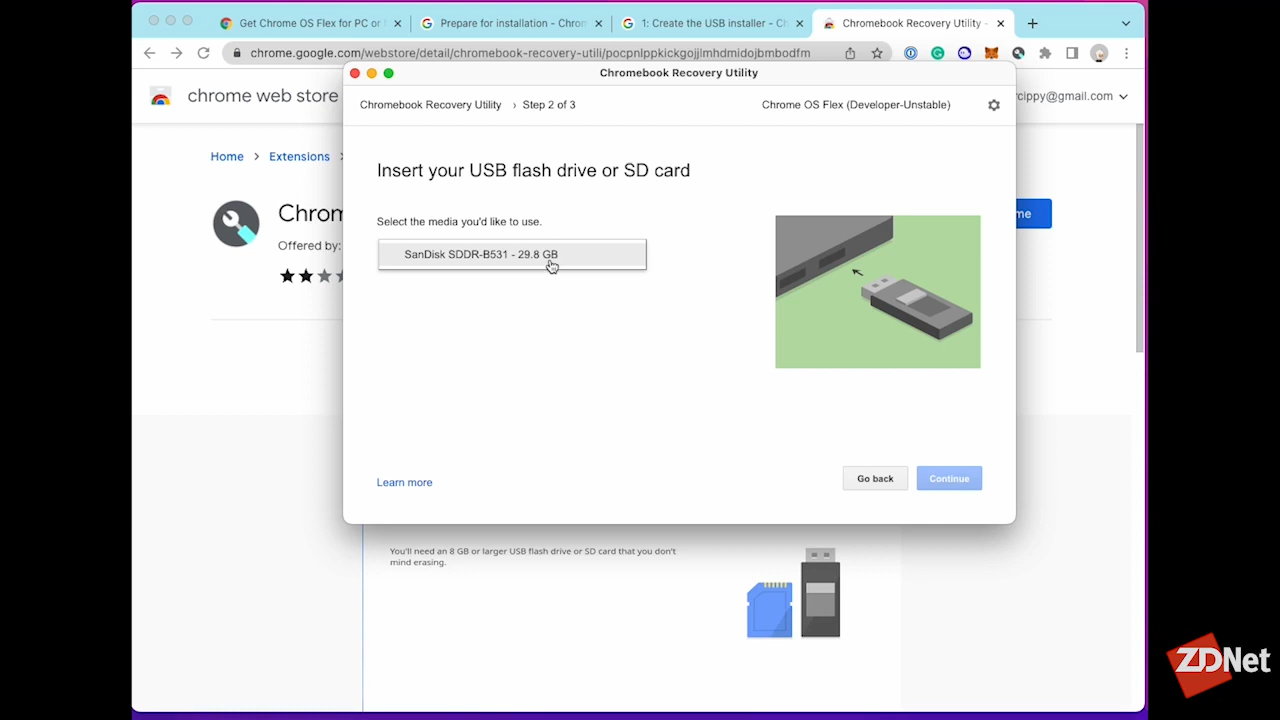 Get Chrome OS Flex for PC or
Prepare for installation - Chrom
1: Create the USB installer - Ch
Chromebook Recovery Utility -
chrome.google.com/webstore/detail/chromebook-recovery-utili/pocpnlppkickgojjlmhdmidojbmbodfm
Chromebook Recovery Utility
chrome web store
rcippy@gmail.com
Chromebook Recovery Utility › Step 2 of 3
Chrome OS Flex (Developer-Unstable)
Home > Extensions >
Insert your USB flash drive or SD card
Chrom
me
Select the media you'd like to use.
Offered by:
SanDisk SDDR-B531 - 29.8 GB
Learn more
Go back
Continue
You'll need an 8 GB or larger USB flash drive or SD card that you don't
mind erasing.
ZDNet